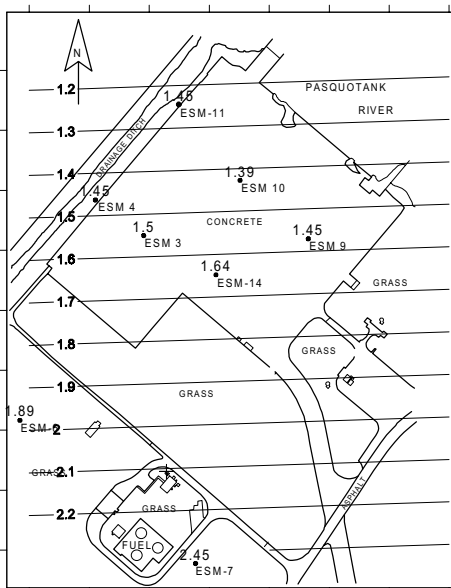 N
1.2
PASQUOTANK
RIVER
1.45
ESM-11
1.3
DRAINAGE DITCH
1.4
1.39
ESM 10
1.45
ESM 4
1.5
CONCRETE
1.5
ESM 3
1.45
ESM 9
1.6
1.64
ESM-14
GRASS
1.7
1.8
GRASS
1.9
GRASS
1.89
2
2.1
GRASS
ASPHALT
2.2
FUEL
2.45
ESM-7